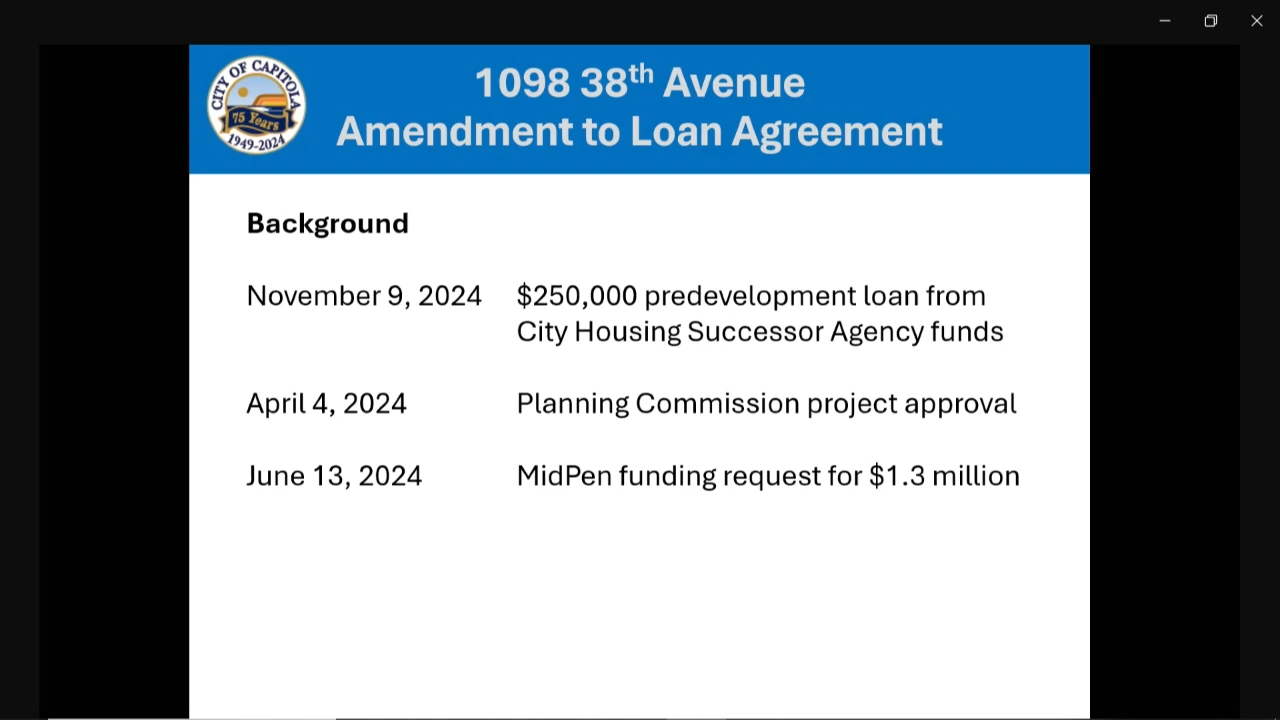 CITY OF CAPITOLA
75 Years
1949-2024
1098 38th Avenue
Amendment to Loan Agreement
Background
November 9, 2024 $250,000 predevelopment loan from
City Housing Successor Agency funds
April 4, 2024 Planning Commission project approval
June 13, 2024 MidPen funding request for $1.3 million